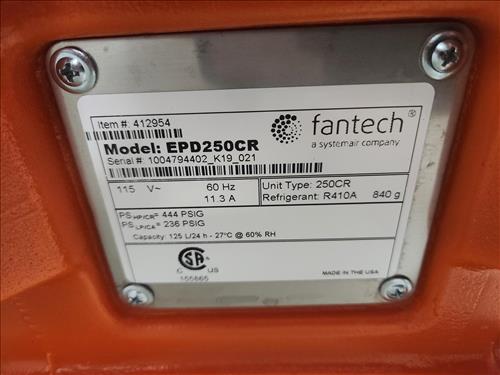 Item #: 412954
Model: EPD250CR
Serial #: 1004794402_K19_021
fantech®
a systemair company
115 V~ 60 Hz
11.3 A
Unit Type: 250CR
Refrigerant: R410A 840 g
PS HP/CR= 444 PSIG
PS LP/CA= 236 PSIG
Capacity: 125 L/24 h - 27°C @ 60% RH
SA
C US
155865
MADE IN THE USA